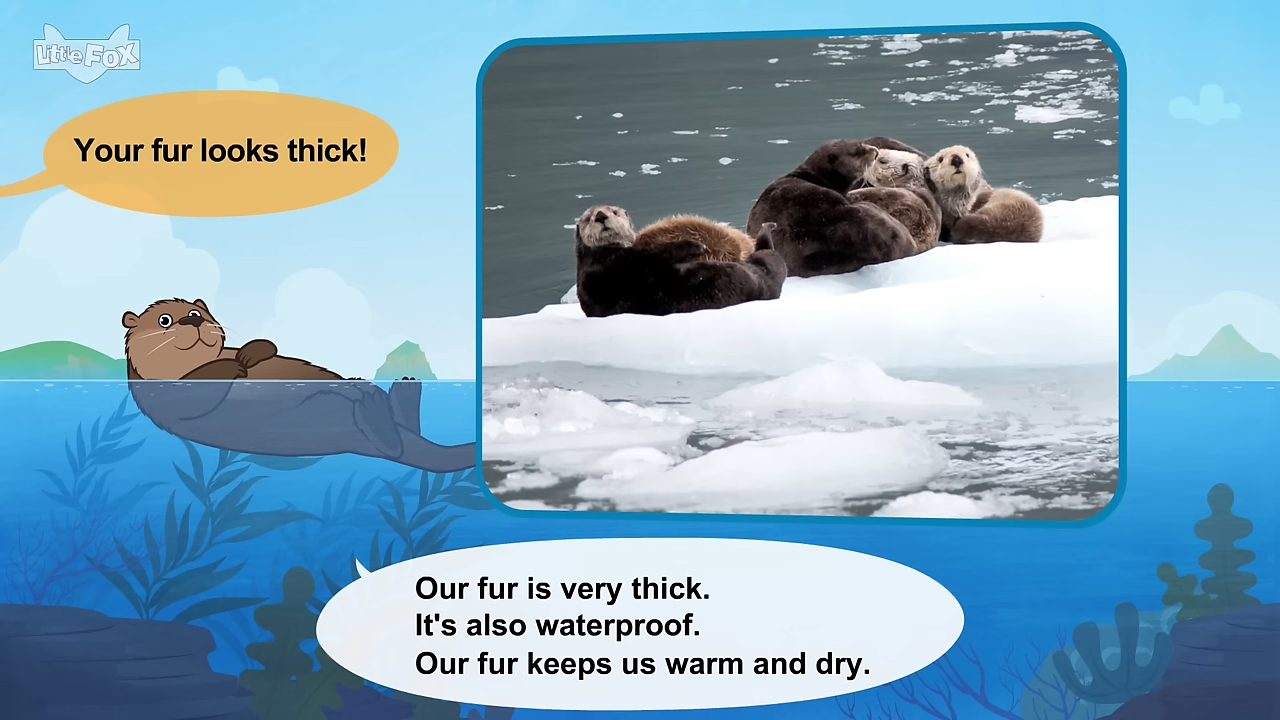 Little Fox
Your fur looks thick!
Our fur is very thick.
It's also waterproof.
Our fur keeps us warm and dry.